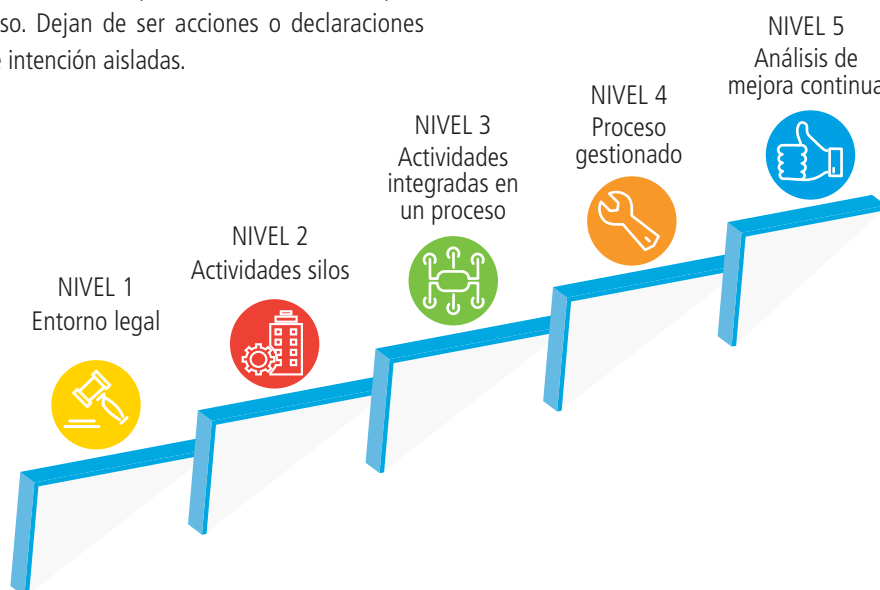 so. Dejan de ser acciones o declaraciones
intención aisladas.
NIVEL 1
Entorno legal
NIVEL 2
Actividades silos
NIVEL 3
Actividades
integradas en
un proceso
NIVEL 4
Proceso
gestionado
NIVEL 5
Análisis de
mejora continua